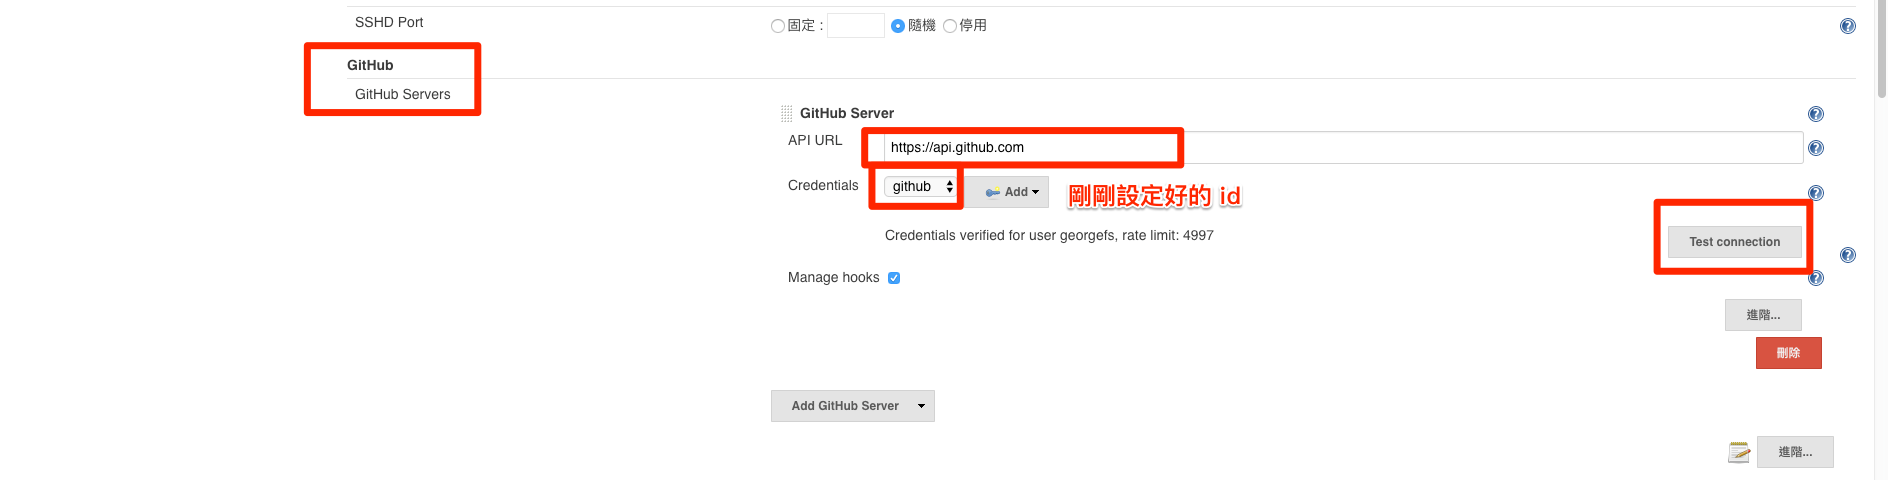 SSHD Port
固定 :
隨機
停用
GitHub
GitHub Servers
GitHub Server
API URL
https://api.github.com
Credentials
github
Add
剛剛設定好的 id
Credentials verified for user georgefs, rate limit: 4997
Test connection
Manage hooks
進階...
刪除
Add GitHub Server
進階...